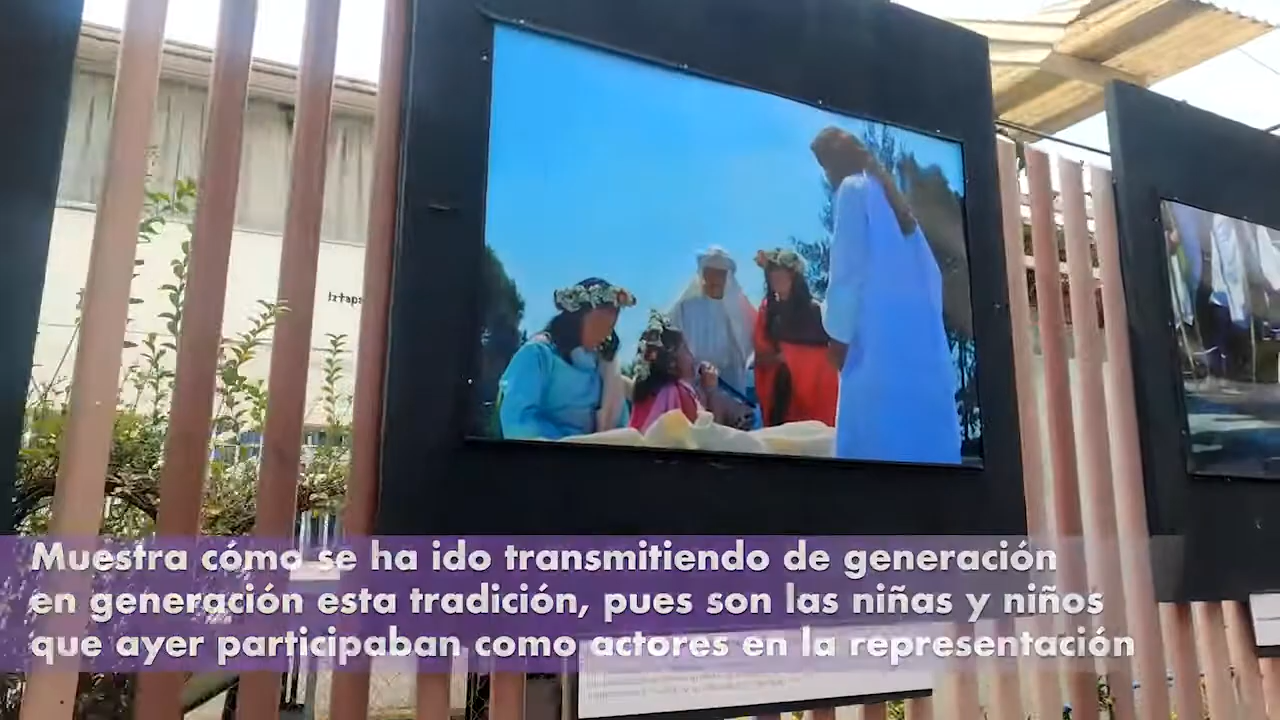 Iztapa
Muestra cómo se ha ido transmitiendo de generación
en generación esta tradición, pues son las niñas y niños
que ayer participaban como actores en la representación